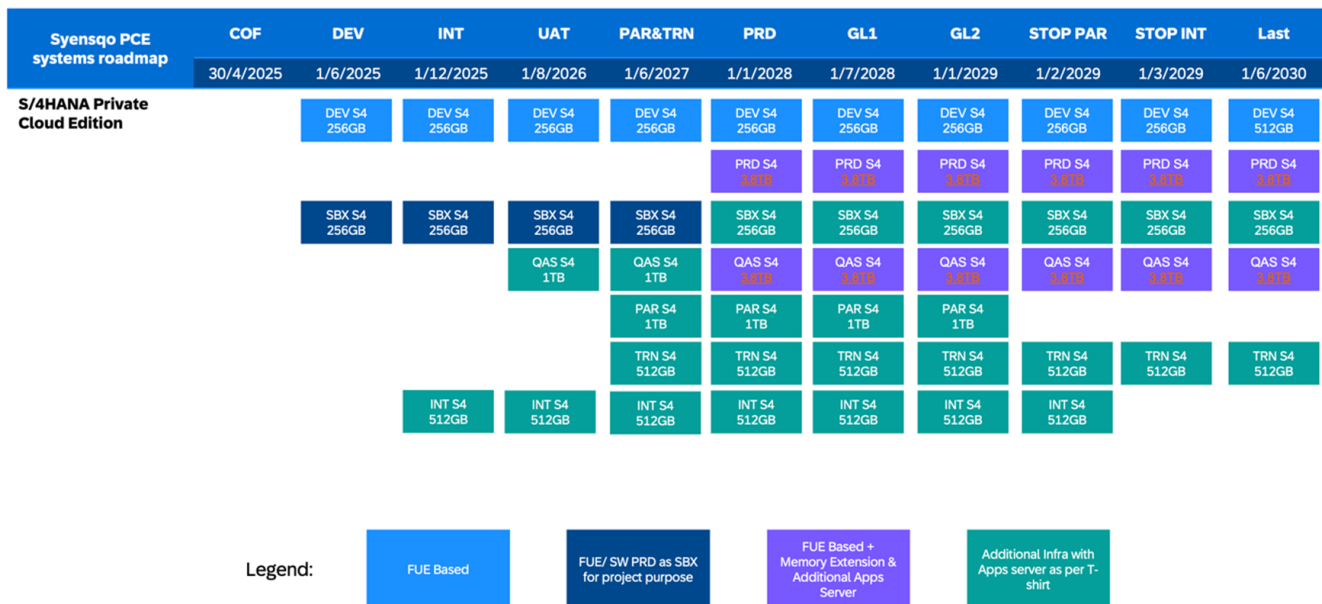 Syensqo PCE systems roadmap COF DEV INT UAT PAR&TRN PRD GL1 GL2 STOP PAR STOP INT Last
30/4/2025 1/6/2025 1/12/2025 1/8/2026 1/6/2027 1/1/2028 1/7/2028 1/1/2029 1/2/2029 1/3/2029 1/6/2030
S/4HANA Private
Cloud Edition
DEV S4 DEV S4 DEV S4 DEV S4 DEV S4 DEV S4 DEV S4 DEV S4 DEV S4 DEV S4
256GB 256GB 256GB 256GB 256GB 256GB 256GB 256GB 256GB 512GB
PRD S4 PRD S4 PRD S4 PRD S4 PRD S4 PRD S4
3.8TB 3.8TB 3.8TB 3.8TB 3.8TB 3.8TB
SBX S4 SBX S4 SBX S4 SBX S4 SBX S4 SBX S4 SBX S4 SBX S4 SBX S4 SBX S4
256GB 256GB 256GB 256GB 256GB 256GB 256GB 256GB 256GB 256GB
QAS S4 QAS S4 QAS S4 QAS S4 QAS S4 QAS S4 QAS S4 QAS S4
1TB 1TB 3.8TB 3.8TB 3.8TB 3.8TB 3.8TB 3.8TB
PAR S4 PAR S4 PAR S4 PAR S4
1TB 1TB 1TB 1TB
TRN S4 TRN S4 TRN S4 TRN S4 TRN S4 TRN S4 TRN S4
512GB 512GB 512GB 512GB 512GB 512GB 512GB
INT S4 INT S4 INT S4 INT S4 INT S4 INT S4 INT S4
512GB 512GB 512GB 512GB 512GB 512GB 512GB
Legend:
FUE Based
FUE/ SW PRD as SBX
for project purpose
FUE Based +
Memory Extension &
Additional Apps
Server
Additional Infra with
Apps server as per T-
shirt